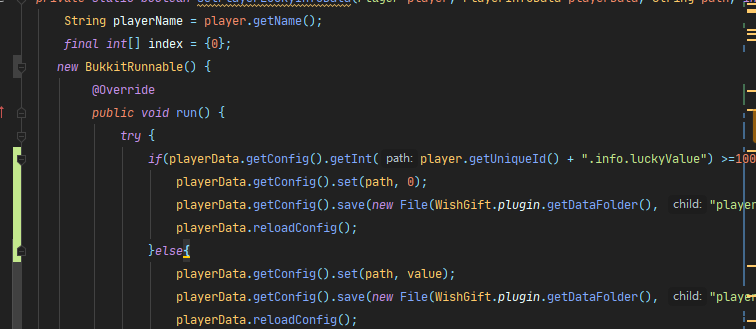 private static boolean setPlayerLuckyInfoData(Player player, PlayerInfoData playerData, String path,
String playerName = player.getName();
final int[] index = {0};
new BukkitRunnable() {
@Override
public void run() {
try {
if(playerData.getConfig().getInt( path: player.getUniqueId() + ".info.luckyValue") >=100
playerData.getConfig().set(path, 0);
playerData.getConfig().save(new File(WishGift.plugin.getDataFolder(), child: "player
playerData.reloadConfig();
}else{
playerData.getConfig().set(path, value);
playerData.getConfig().save(new File(WishGift.plugin.getDataFolder(), child: "player
playerData.reloadConfig();